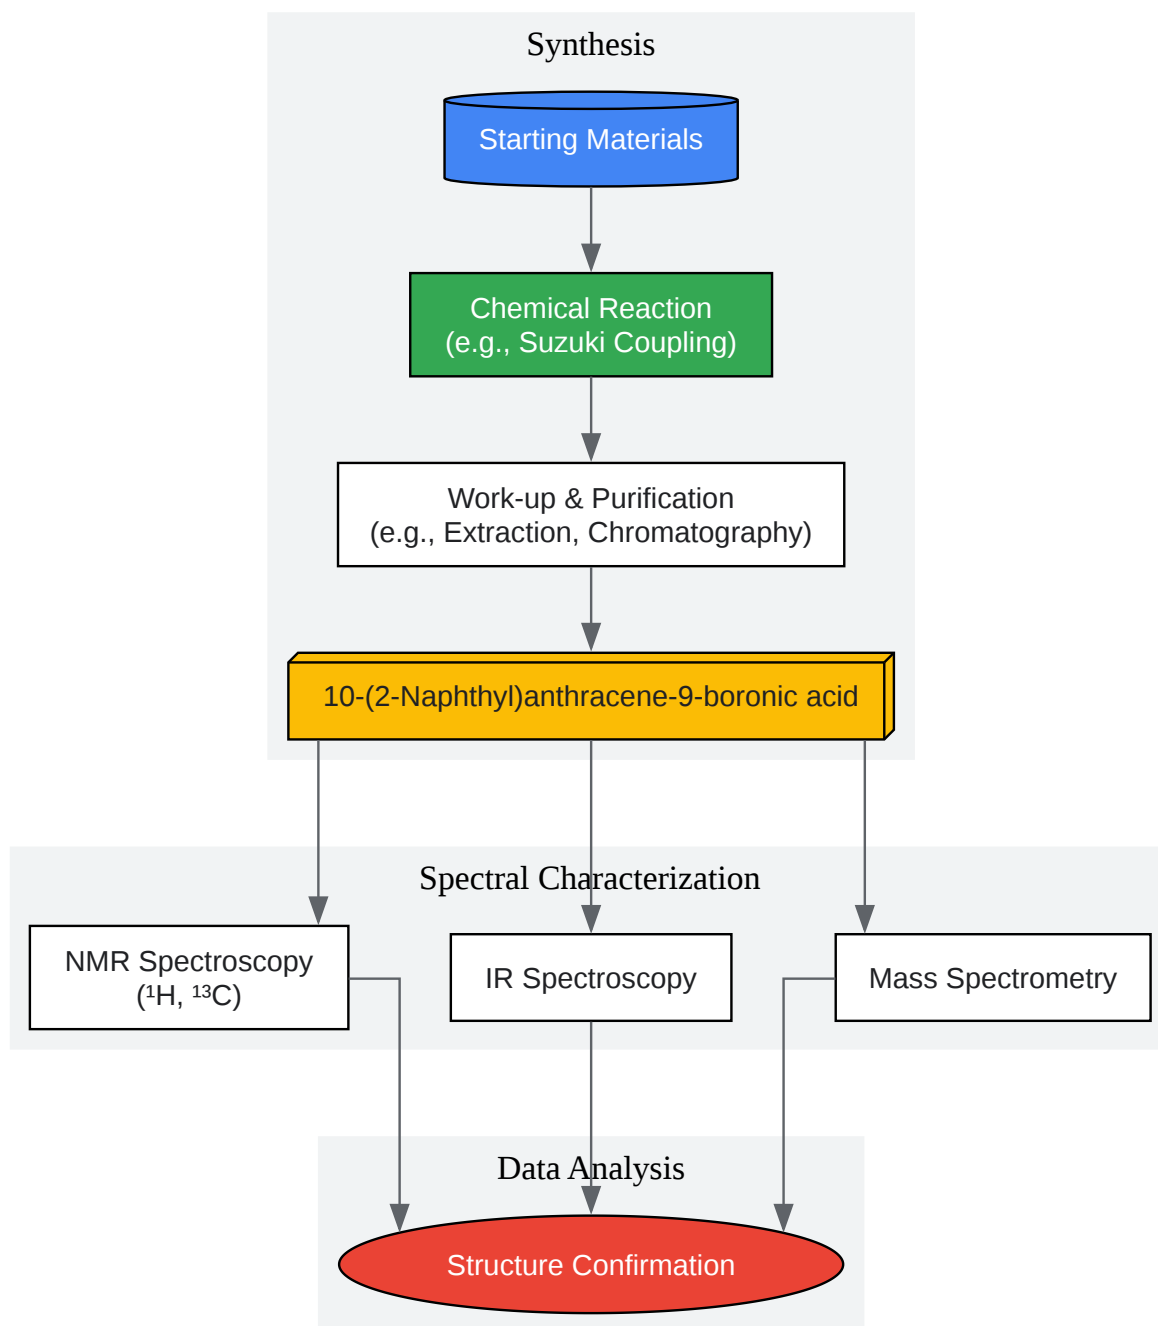 Synthesis
Starting Materials
Chemical Reaction
(e.g., Suzuki Coupling)
Work-up & Purification
(e.g., Extraction, Chromatography)
10-(2-Naphthyl)anthracene-9-boronic acid
Spectral Characterization
NMR Spectroscopy
(¹H, ¹³C)
IR Spectroscopy
Mass Spectrometry
Data Analysis
Structure Confirmation